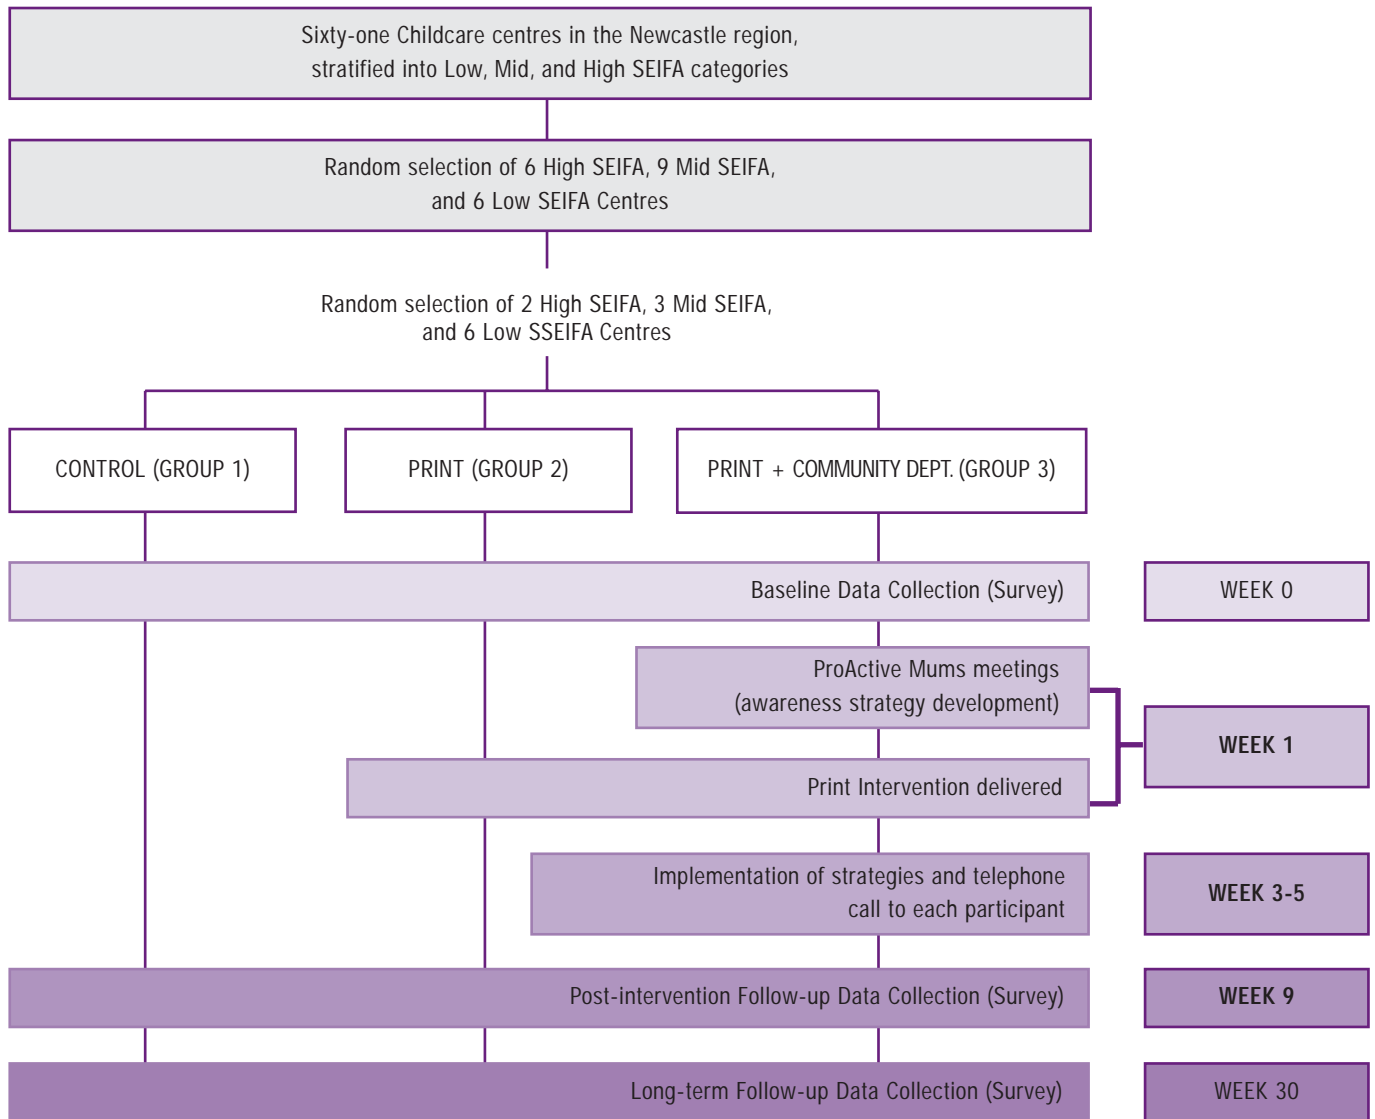 Sixty-one Childcare centres in the Newcastle region,
stratified into Low, Mid, and High SEIFA categories
Random selection of 6 High SEIFA, 9 Mid SEIFA,
and 6 Low SEIFA Centres
Random selection of 2 High SEIFA, 3 Mid SEIFA,
and 6 Low SSEIFA Centres
CONTROL (GROUP 1)
PRINT (GROUP 2)
PRINT + COMMUNITY DEPT. (GROUP 3)
Baseline Data Collection (Survey)
WEEK 0
ProActive Mums meetings
(awareness strategy development)
WEEK 1
Print Intervention delivered
Implementation of strategies and telephone
call to each participant
WEEK 3-5
Post-intervention Follow-up Data Collection (Survey)
WEEK 9
Long-term Follow-up Data Collection (Survey)
WEEK 30